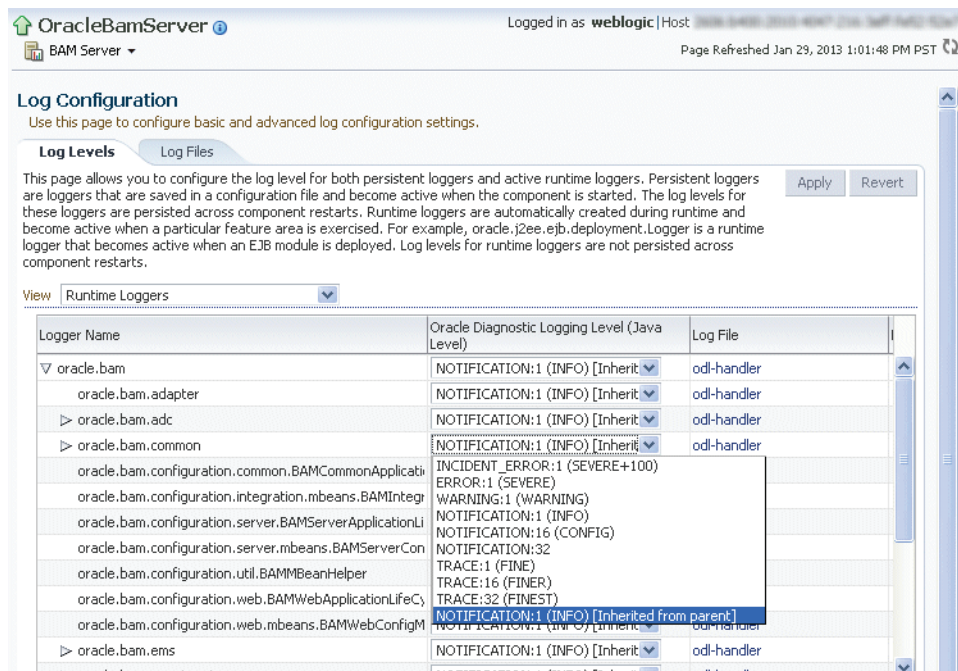 OracleBamServer
Logged in as weblogic|Host
BAM Server
Page Refreshed Jan 29, 2013 1:01:48 PM PST
Log Configuration
Use this page to configure basic and advanced log configuration settings.
Log Levels Log Files
This page allows you to configure the log level for both persistent loggers and active runtime loggers. Persistent loggers
are loggers that are saved in a configuration file and become active when the component is started. The log levels for
these loggers are persisted across component restarts. Runtime loggers are automatically created during runtime and
become active when a particular feature area is exercised. For example, oracle.j2ee.ejb.deployment.Logger is a runtime
logger that becomes active when an EJB module is deployed. Log levels for runtime loggers are not persisted across
component restarts.
Apply Revert
View Runtime Loggers
Logger Name
Oracle Diagnostic Logging Level (Java
Level)
Log File
oracle.bam NOTIFICATION:1 (INFO) [Inherit odl-handler
oracle.bam.adapter NOTIFICATION:1 (INFO) [Inherit odl-handler
oracle.bam.adc NOTIFICATION:1 (INFO) [Inherit odl-handler
oracle.bam.common NOTIFICATION:1 (INFO) [Inherit odl-handler
oracle.bam.configuration.common.BAMCommonApplicati
oracle.bam.configuration.integration.mbeans.BAMIntegr
oracle.bam.configuration.server.BAMServerApplicationLi
oracle.bam.configuration.server.mbeans.BAMServerCon
oracle.bam.configuration.util.BAMMBeanHelper
oracle.bam.configuration.web.BAMWebApplicationLifeCy
oracle.bam.configuration.web.mbeans.BAMWebConfigM NOTIFICATION:1 (INFO) [Inherit odl-handler
oracle.bam.ems NOTIFICATION:1 (INFO) [Inherit odl-handler
INCIDENT_ERROR:1 (SEVERE+100)
ERROR:1 (SEVERE)
WARNING:1 (WARNING)
NOTIFICATION:1 (INFO)
NOTIFICATION:16 (CONFIG)
NOTIFICATION:32
TRACE:1 (FINE)
TRACE:16 (FINER)
TRACE:32 (FINEST)
NOTIFICATION:1 (INFO) [Inherited from parent]